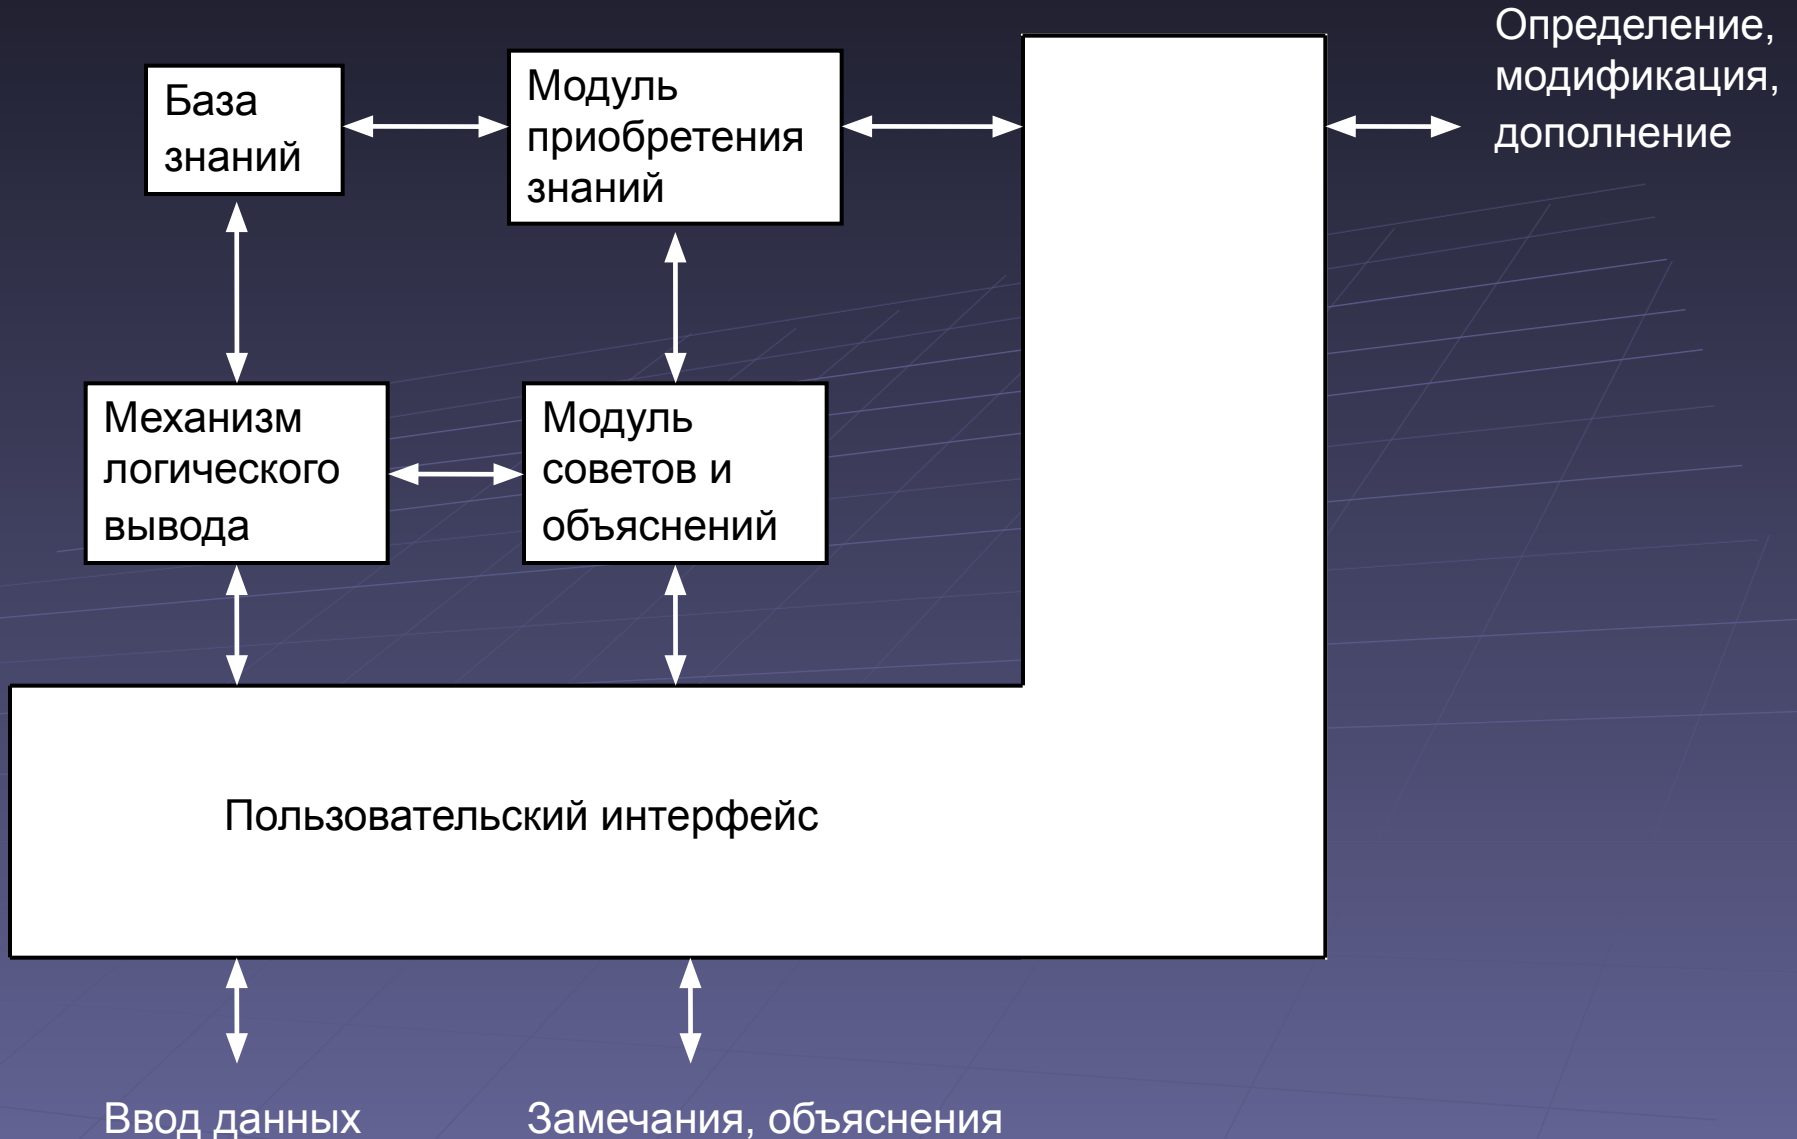 Определение,
модификация,
дополнение
База
знаний
Модуль
приобретения
знаний
Механизм
логического
вывода
Модуль
советов и
объяснений
Пользовательский интерфейс
Ввод данных
Замечания, объяснения